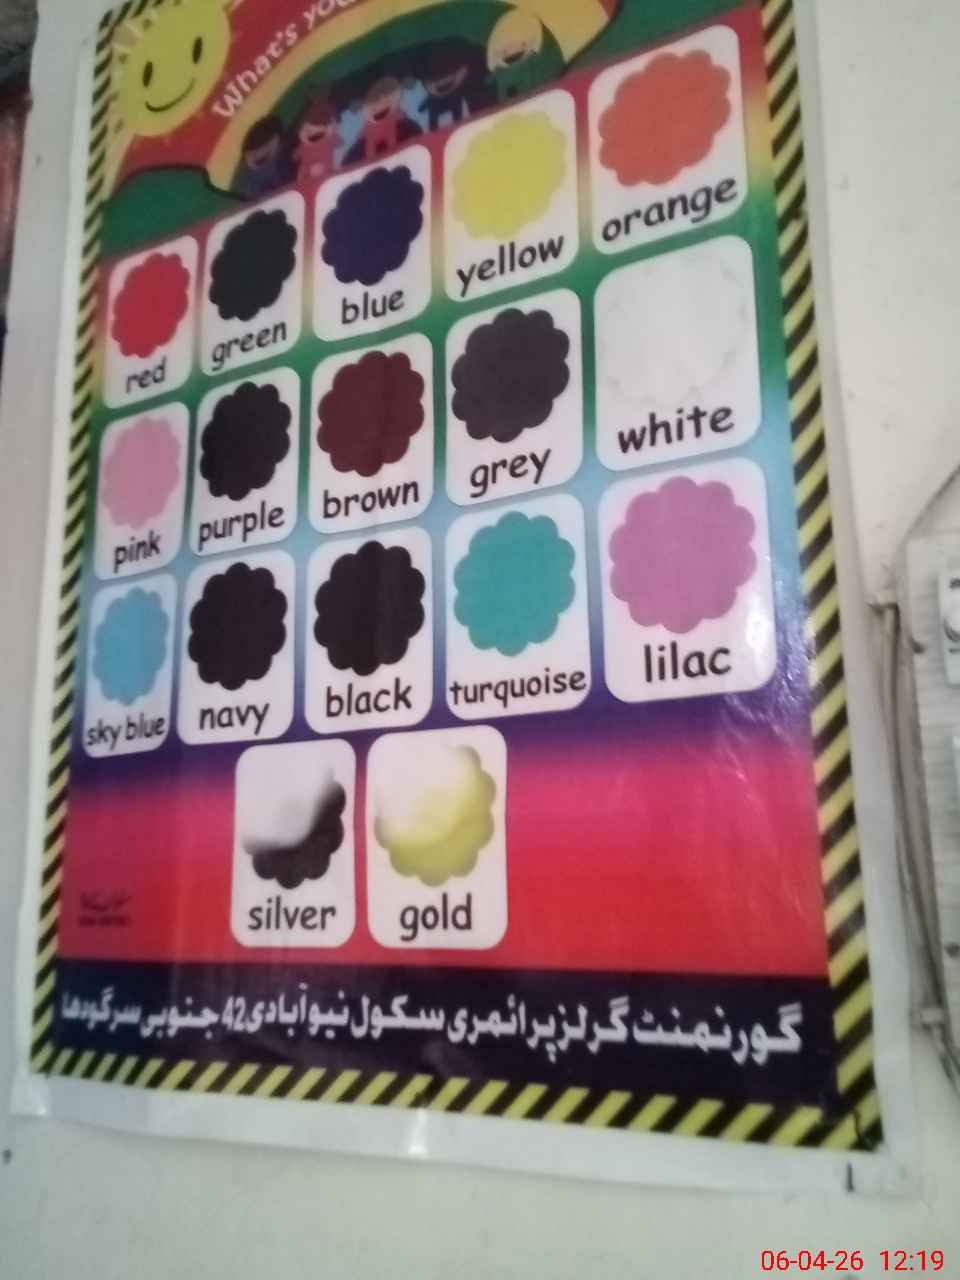 What's
red green blue yellow orange
pink purple brown grey white
sky blue navy black turquoise lilac
silver gold
گورنمنٹ گرلز پرائمری سکول نیو آبادی 42 جنوبی سرگودھا
06-04-26 12:19